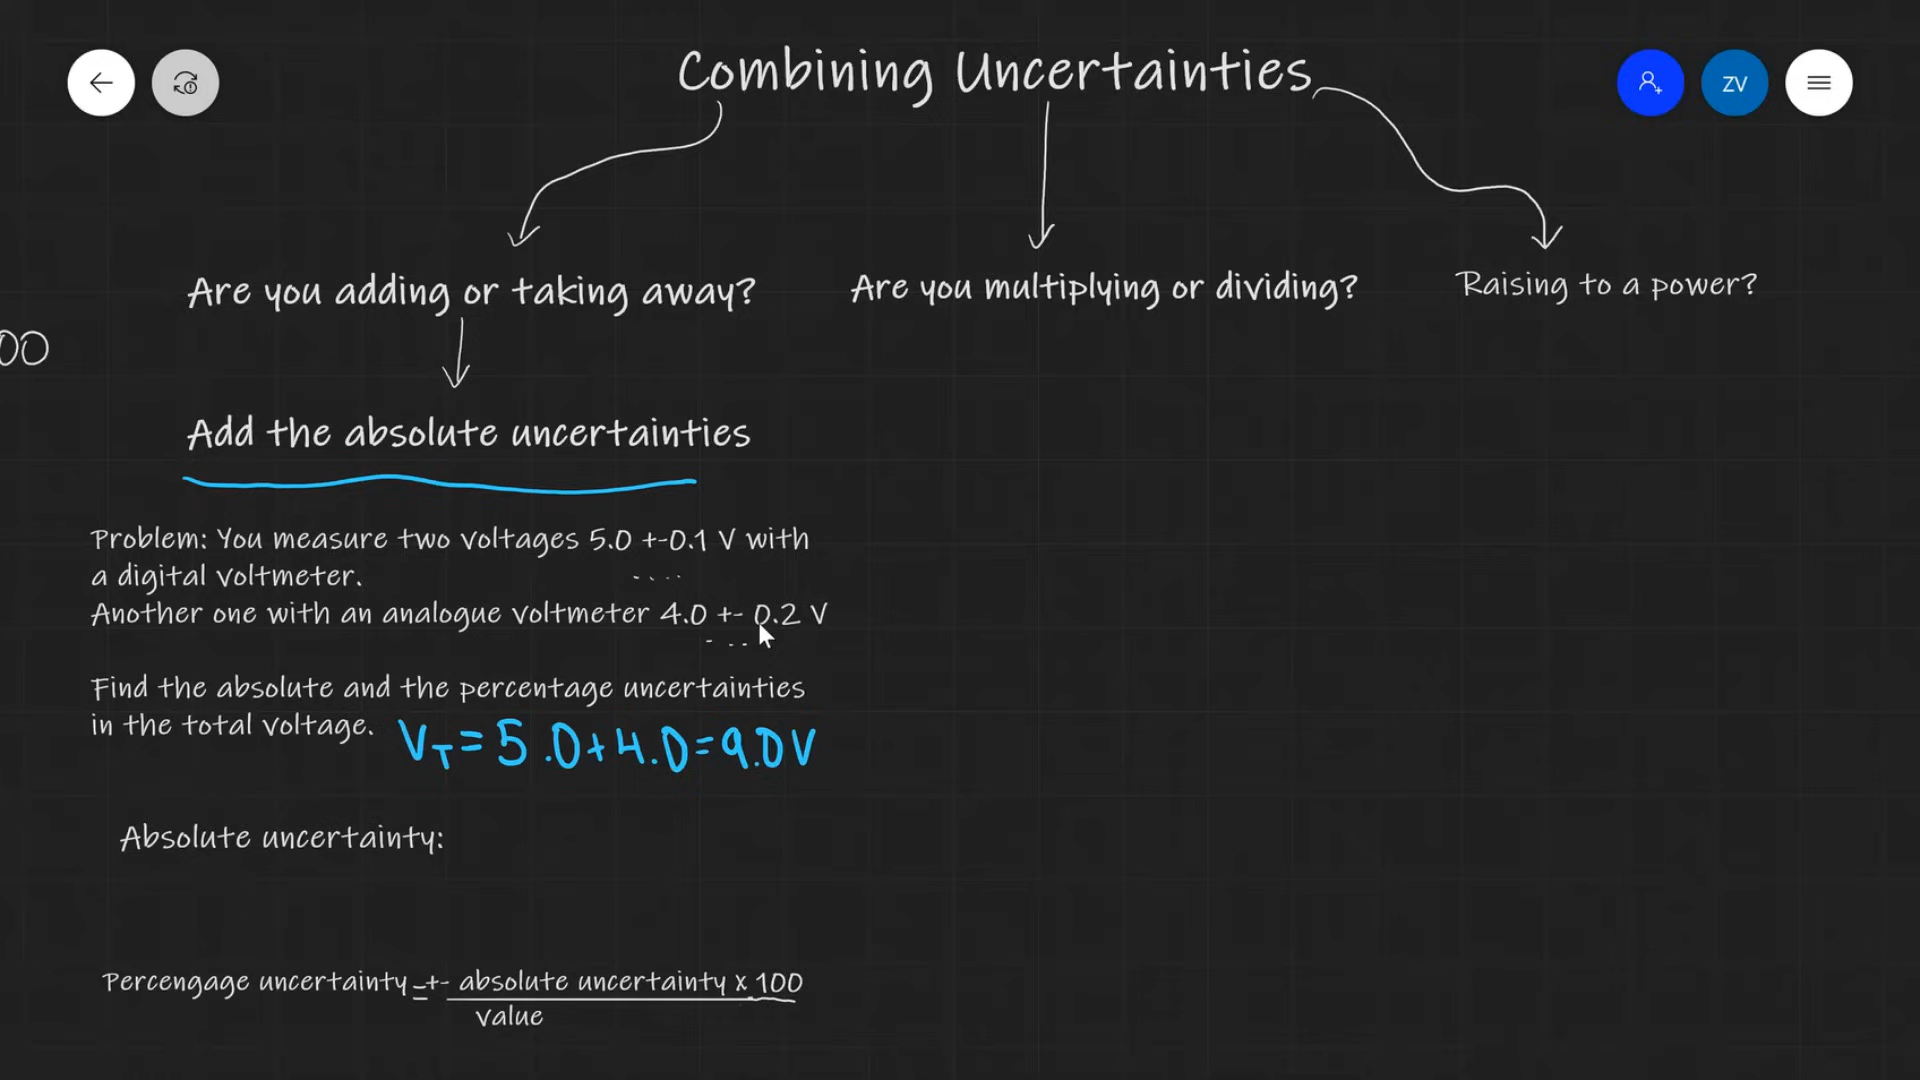 Combining Uncertainties
ZV
Are you adding or taking away?
Are you multiplying or dividing?
Raising to a power?
00
Add the absolute uncertainties
Problem: You measure two voltages 5.0 +-0.1 V with
a digital voltmeter.
Another one with an analogue voltmeter 4.0 +- 0.2 V
Find the absolute and the percentage uncertainties
in the total voltage.
VT = 5.0+4.0=9.0V
Absolute uncertainty:
Percengage uncertainty =+- absolute uncertainty x 100
value